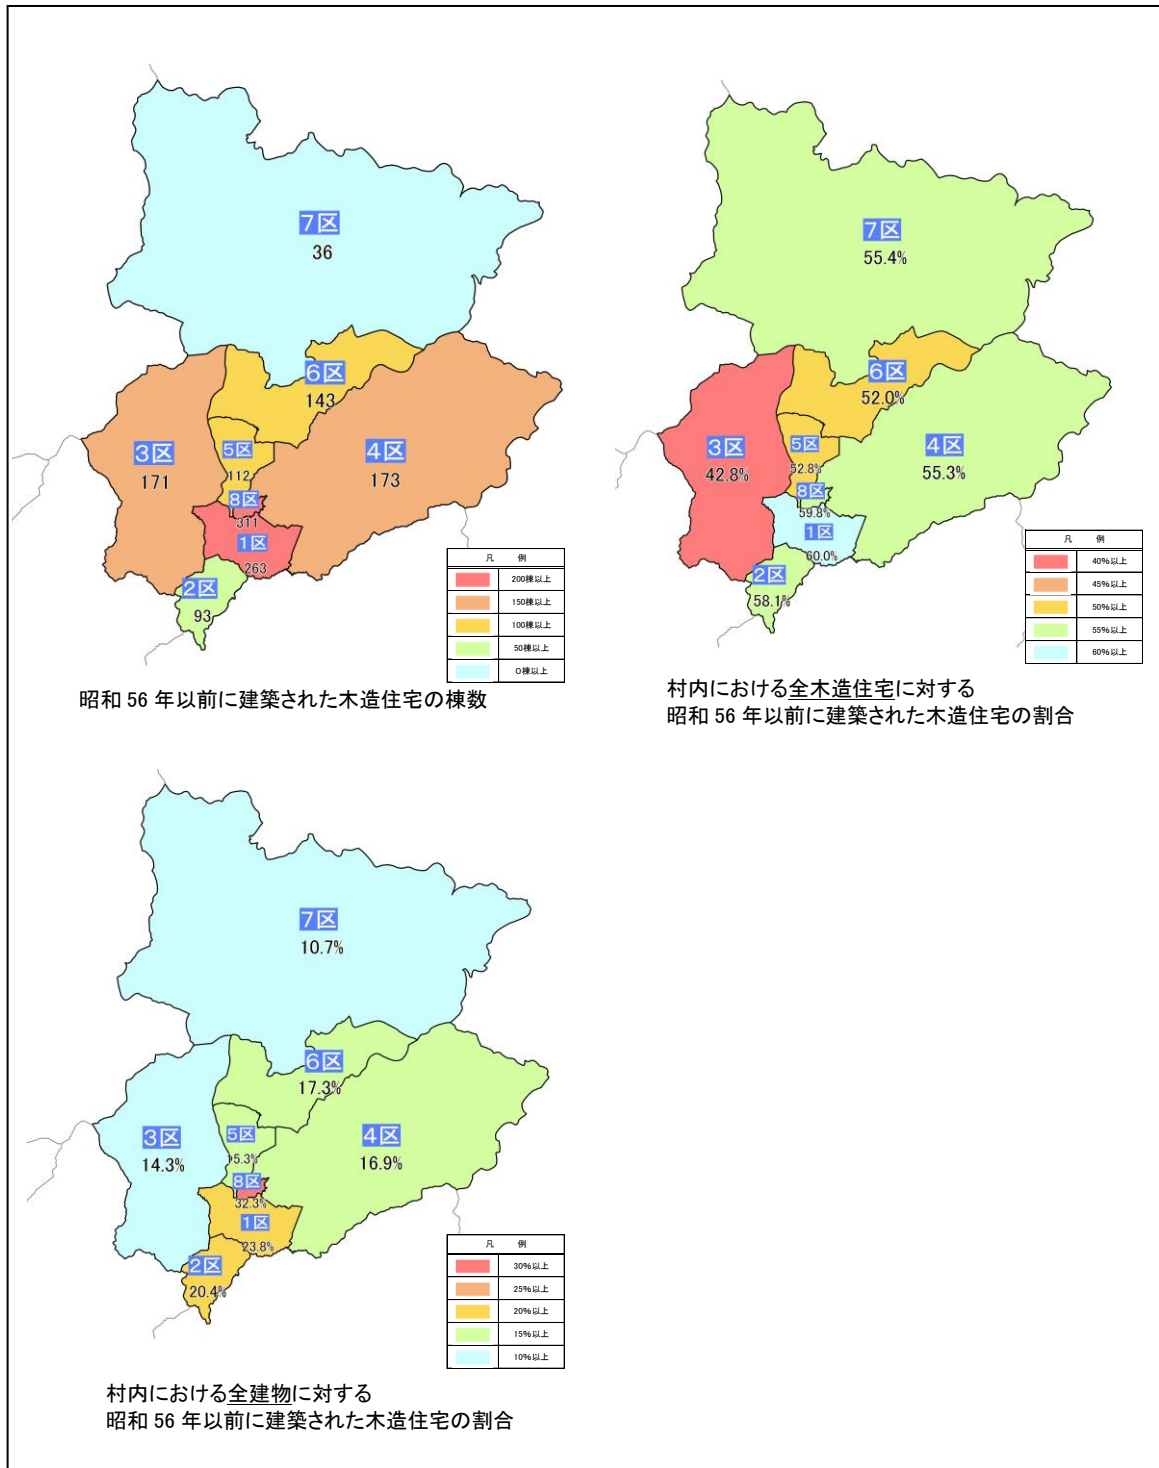 7区
36
6区
143
5区
112
3区
171
4区
173
8区
311
1区
263
2区
93
凡 例
200棟以上
150棟以上
100棟以上
50棟以上
0棟以上
昭和 56 年以前に建築された木造住宅の棟数
7区
55.4%
6区
52.0%
5区
52.8%
3区
42.8%
4区
55.3%
8区
59.8%
1区
60.0%
2区
58.1%
凡 例
40%以上
45%以上
50%以上
55%以上
60%以上
村内における全木造住宅に対する
昭和 56 年以前に建築された木造住宅の割合
7区
10.7%
6区
17.3%
5区
15.3%
3区
14.3%
4区
16.9%
8区
32.3%
1区
23.8%
2区
20.4%
凡 例
30%以上
25%以上
20%以上
15%以上
10%以上
村内における全建物に対する
昭和 56 年以前に建築された木造住宅の割合